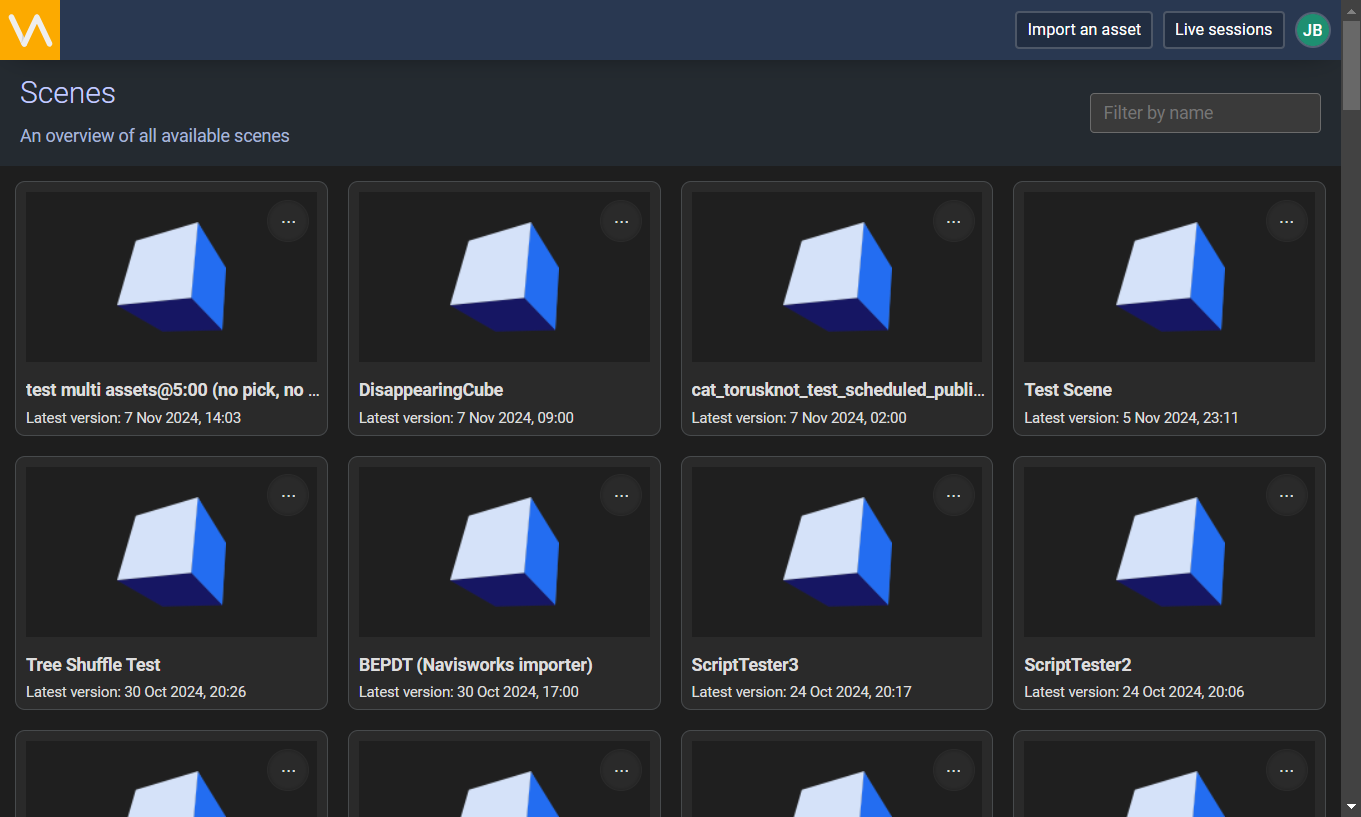 Import an asset
Live sessions
JB
Scenes
An overview of all available scenes
Filter by name
...
...
...
...
test multi assets@5:00 (no pick, no ...
DisappearingCube
cat_torusknot_test_scheduled_publi...
Test Scene
Latest version: 7 Nov 2024, 14:03
Latest version: 7 Nov 2024, 09:00
Latest version: 7 Nov 2024, 02:00
Latest version: 5 Nov 2024, 23:11
...
...
...
...
Tree Shuffle Test
BEPDT (Navisworks importer)
ScriptTester3
ScriptTester2
Latest version: 30 Oct 2024, 20:26
Latest version: 30 Oct 2024, 17:00
Latest version: 24 Oct 2024, 20:17
Latest version: 24 Oct 2024, 20:06
...
...
...
...